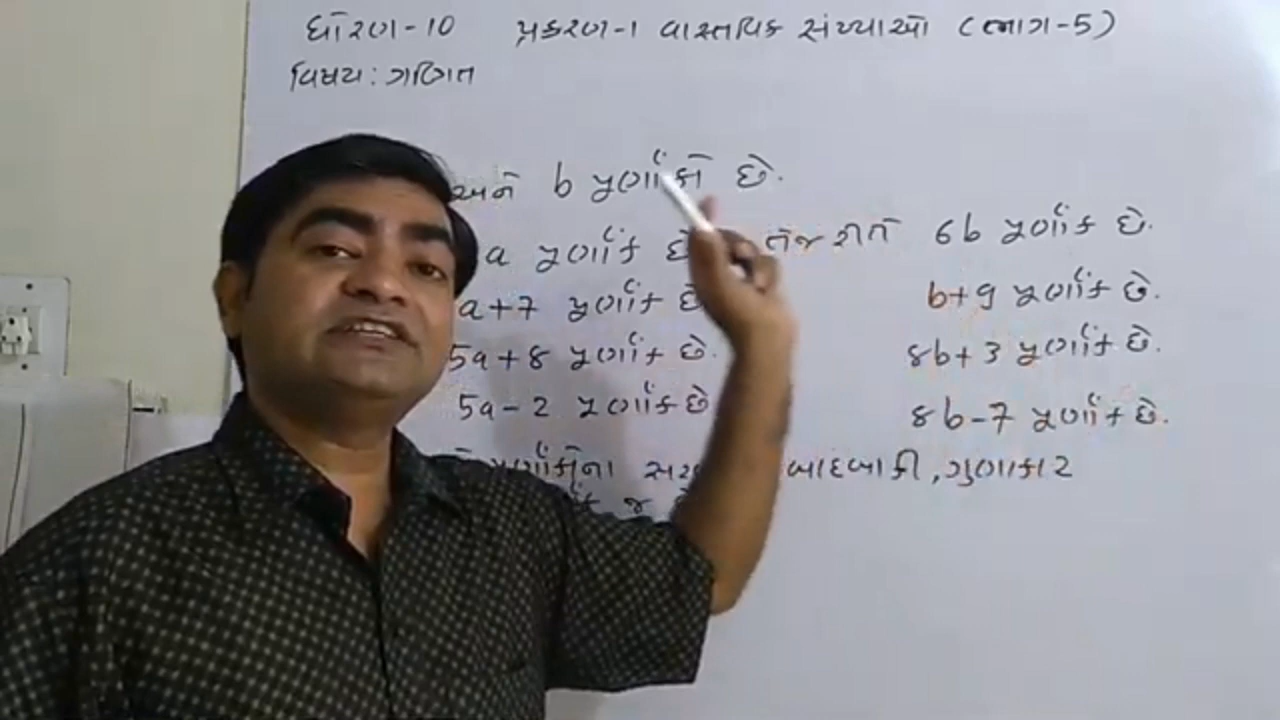 ધોરણ-10 પ્રકરણ-1 વાસ્તવિક સંખ્યાઓ (ભાગ-5)
વિષય: ગણિત
અને b પૂર્ણાંકો છે.
a પૂર્ણાંક છે તેજ રીતે 6b પૂર્ણાંક છે.
a+7 પૂર્ણાંક છે b+9 પૂર્ણાંક છે.
5a+8 પૂર્ણાંક છે. 8b+3 પૂર્ણાંક છે.
5a-2 પૂર્ણાંક છે 8b-7 પૂર્ણાંક છે.
બાદબાકી, ગુણાકાર
જ